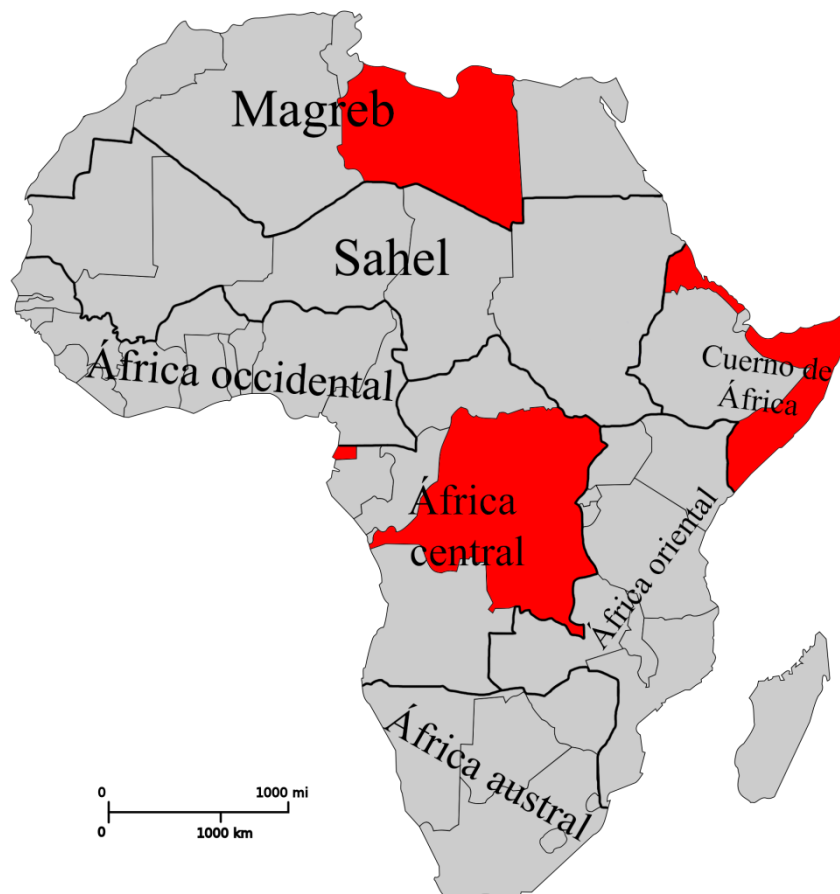 Magreb
Sahel
África occidental
Cuerno de
África
África
central
África oriental
África austral
0 1000 mi
0 1000 km